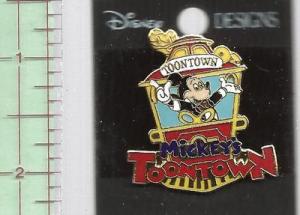 Disney DESIGNS
TOONTOWN
MICKEY'S
TOONTOWN
1
2